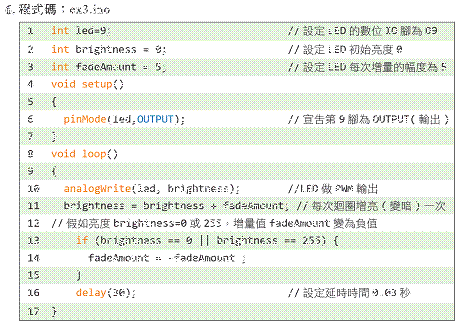 6. 程式碼：ex3.ino
1 int led=9; // 設定 LED 的數位 IO 腳為 D9
2 int brightness = 0; // 設定 LED 初始亮度 0
3 int fadeAmount = 5; // 設定 LED 每次增量的幅度為 5
4 void setup()
5 {
6 pinMode(led,OUTPUT); // 宣告第 9 腳為 OUTPUT( 輸出 )
7 }
8 void loop()
9 {
10 analogWrite(led, brightness); //LED 做 PWM 輸出
11 brightness = brightness + fadeAmount; // 每次迴圈增亮 ( 變暗 ) 一次
12 // 假如亮度 brightness=0 或 255，增量值 fadeAmount 變為負值
13 if (brightness == 0 || brightness == 255) {
14 fadeAmount = -fadeAmount ;
15 }
16 delay(30); // 設定延時時間 0.03 秒
17 }